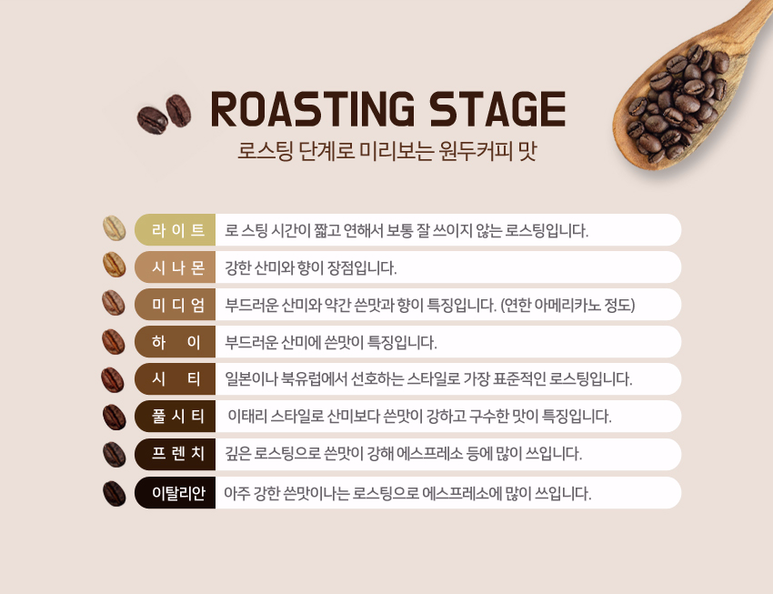 ROASTING STAGE
로스팅 단계로 미리보는 원두커피 맛
라이트 로 스팅 시간이 짧고 연해서 보통 잘 쓰이지 않는 로스팅입니다.
시나몬 강한 산미와 향이 장점입니다.
미디엄 부드러운 산미와 약간 쓴맛과 향이 특징입니다. (연한 아메리카노 정도)
하이 부드러운 산미에 쓴맛이 특징입니다.
시티 일본이나 북유럽에서 선호하는 스타일로 가장 표준적인 로스팅입니다.
풀시티 이태리 스타일로 산미보다 쓴맛이 강하고 구수한 맛이 특징입니다.
프렌치 깊은 로스팅으로 쓴맛이 강해 에스프레소 등에 많이 쓰입니다.
이탈리안 아주 강한 쓴맛이나는 로스팅으로 에스프레소에 많이 쓰입니다.